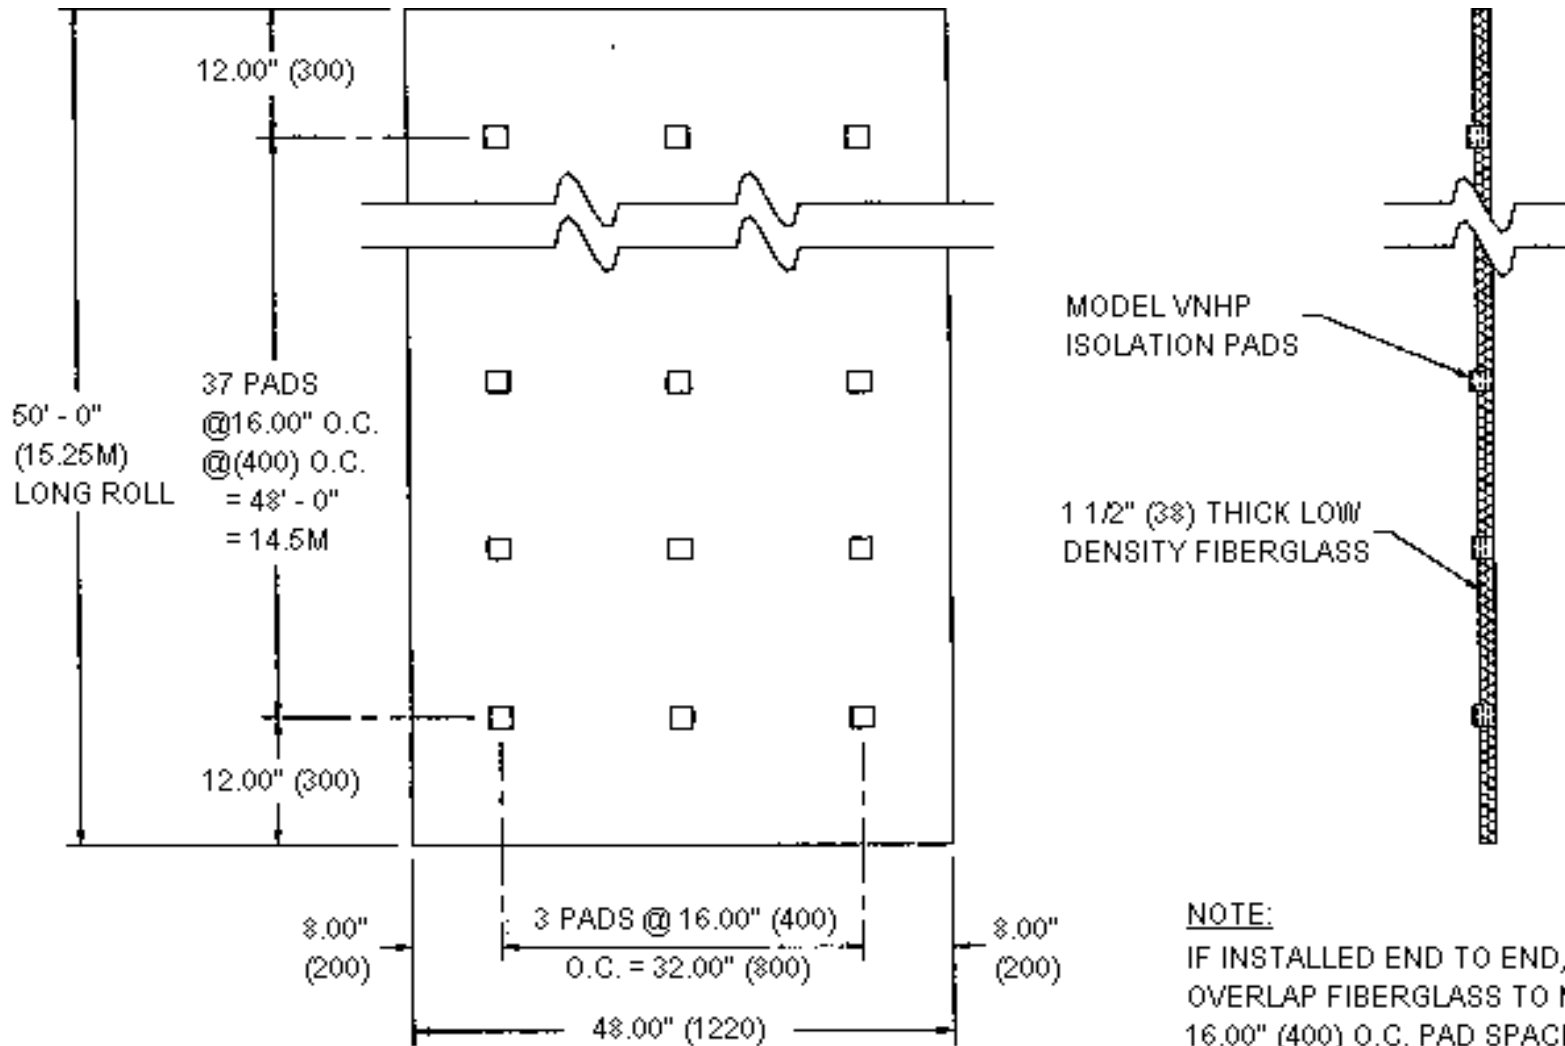 12.00" (300)
37 PADS
@16.00" O.C.
@(400) O.C.
= 48' - 0"
= 14.5M
50' - 0"
(15.25M)
LONG ROLL
12.00" (300)
MODEL VNHP
ISOLATION PADS
1 1/2" (38) THICK LOW
DENSITY FIBERGLASS
8.00"
(200)
3 PADS @ 16.00" (400)
O.C. = 32.00" (800)
8.00"
(200)
48.00" (1220)
NOTE:
IF INSTALLED END TO END,
OVERLAP FIBERGLASS TO
16.00" (400) O.C. PAD